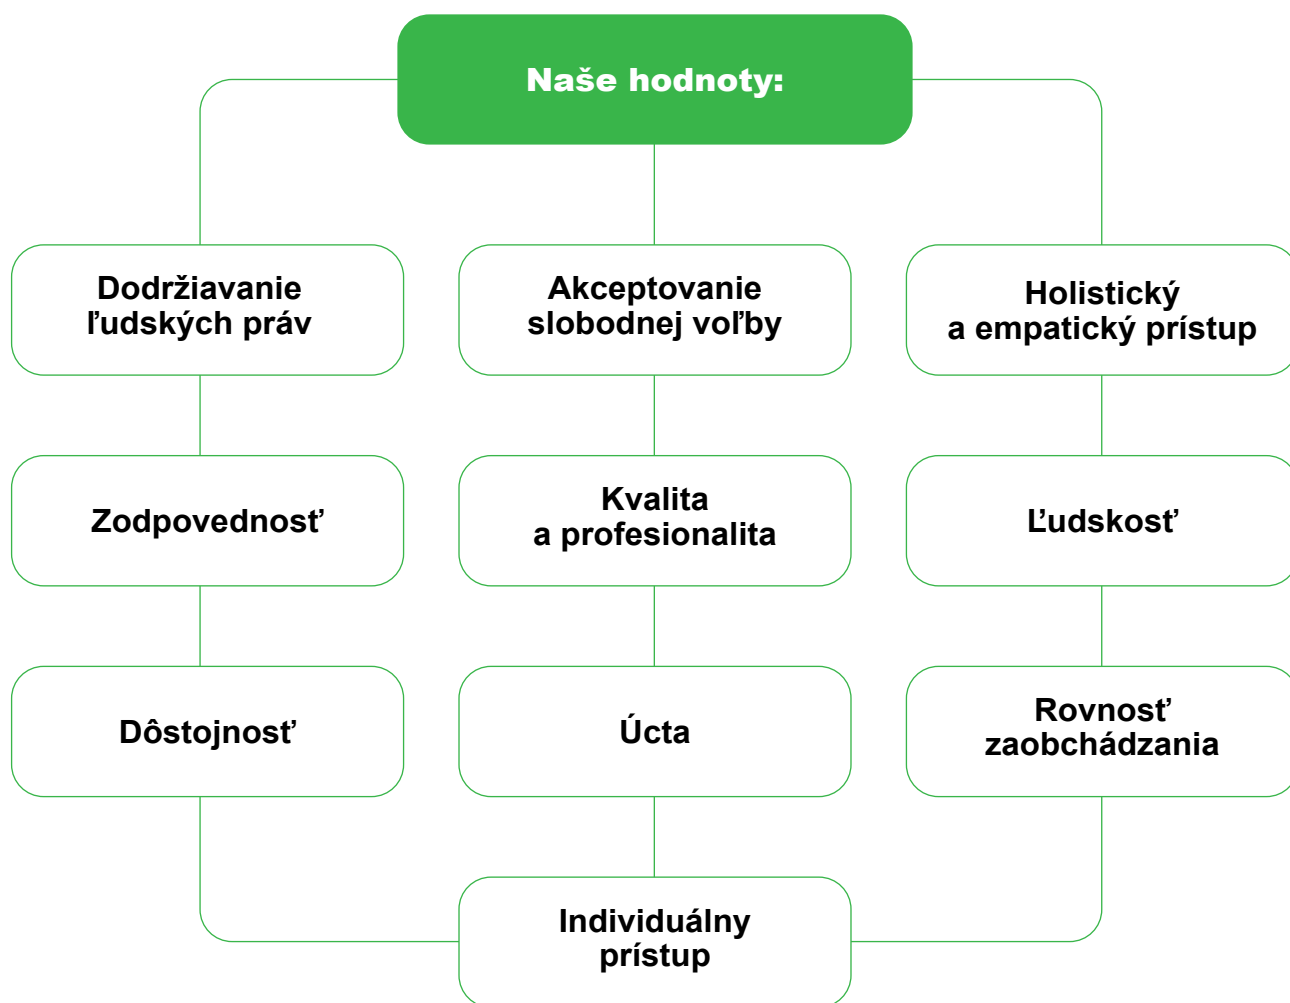 Naše hodnoty:
Dodržiavanie
ľudských práv
Akceptovanie
slobodnej voľby
Holistický
a empatický prístup
Zodpovednosť
Kvalita
a profesionalita
Ľudskosť
Dôstojnosť
Úcta
Rovnosť
zaobchádzania
Individuálny
prístup